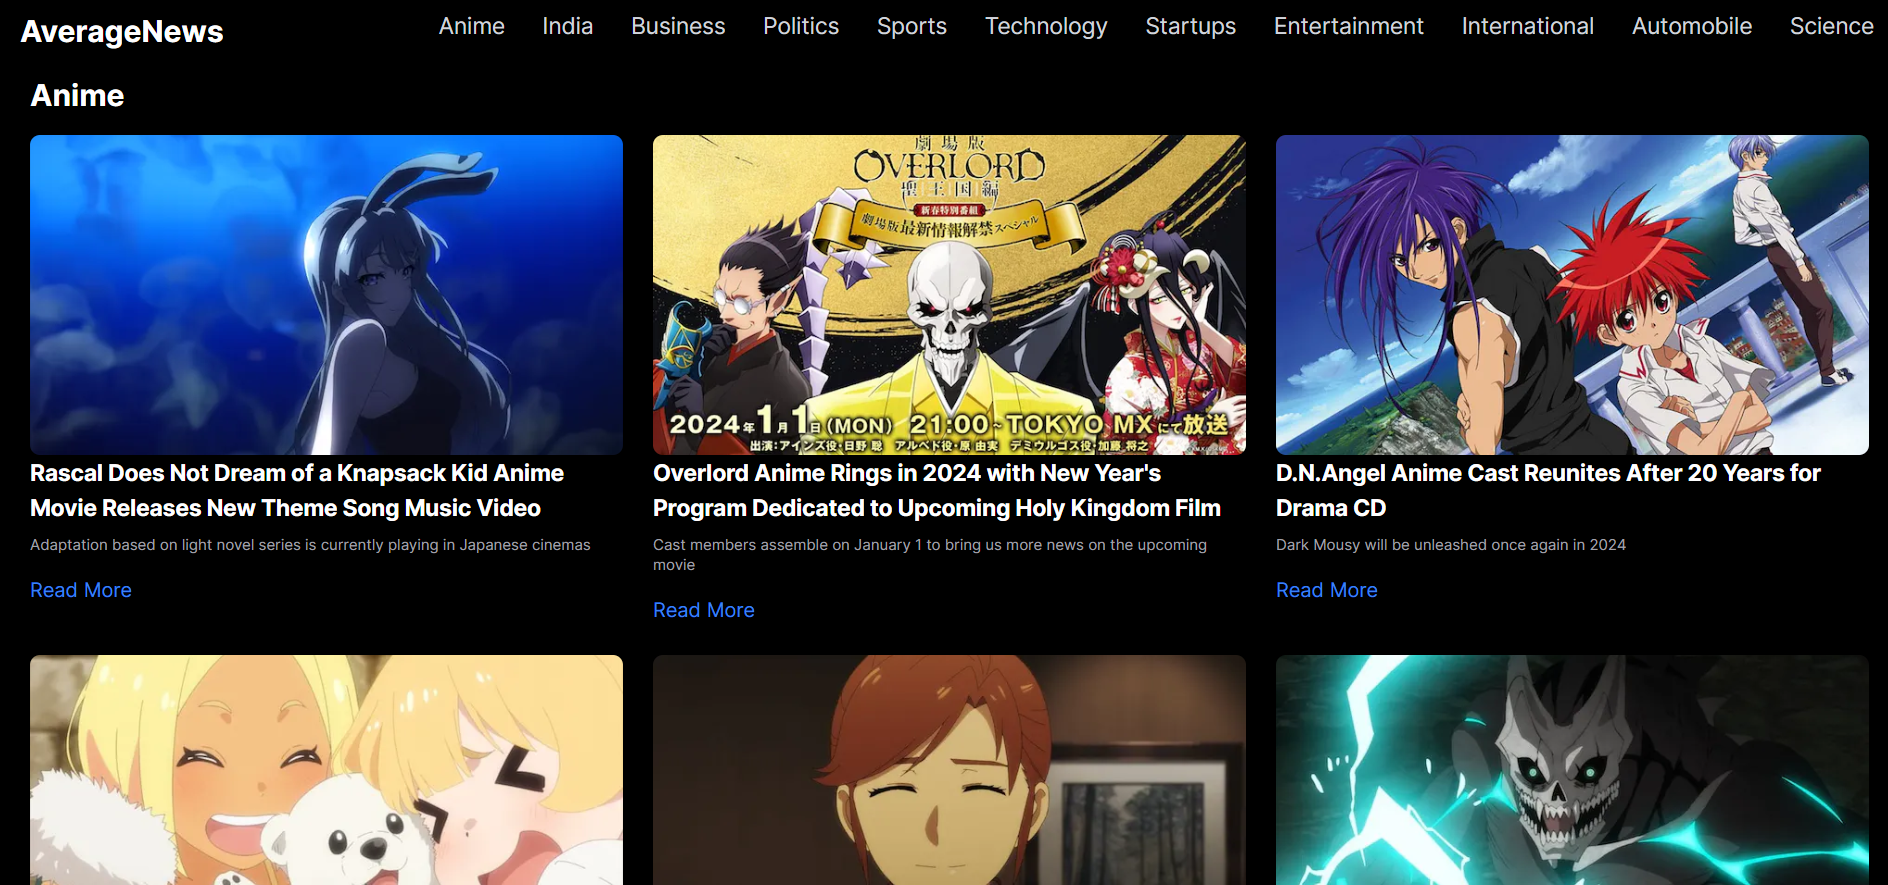 AverageNews
Anime India Business Politics Sports Technology Startups Entertainment International Automobile Science
Anime
劇場版
OVERLORD
聖王国編
新春特別番組
劇場版最新情報解禁スペシャル
2024年1月1日(MON) 21:00~TOKYO MXにて放送
出演：アインズ役・日野 聡 アルベド役・原 由実 デミウルゴス役・加藤 将之
Rascal Does Not Dream of a Knapsack Kid Anime
Movie Releases New Theme Song Music Video
Adaptation based on light novel series is currently playing in Japanese cinemas
Read More
Overlord Anime Rings in 2024 with New Year's
Program Dedicated to Upcoming Holy Kingdom Film
Cast members assemble on January 1 to bring us more news on the upcoming
movie
Read More
D.N.Angel Anime Cast Reunites After 20 Years for
Drama CD
Dark Mousy will be unleashed once again in 2024
Read More